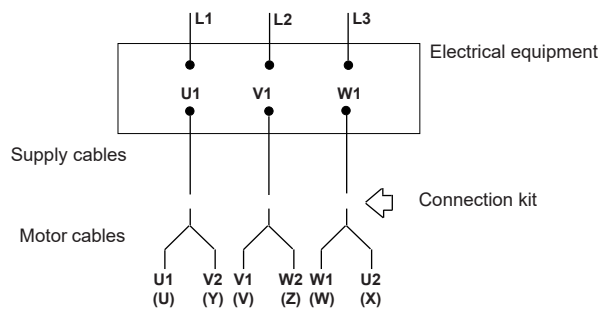 L1 L2 L3
Electrical equipment
U1 V1 W1
Supply cables
Connection kit
Motor cables
U1 V2 V1 W2 W1 U2
(U) (Y) (V) (Z) (W) (X)